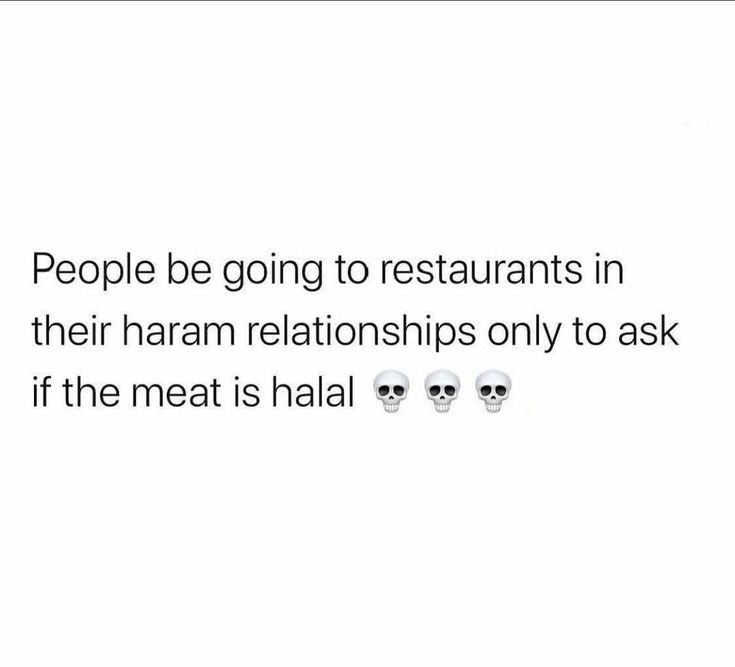 People be going to restaurants in
their haram relationships only to ask
if the meat is halal 💀💀💀